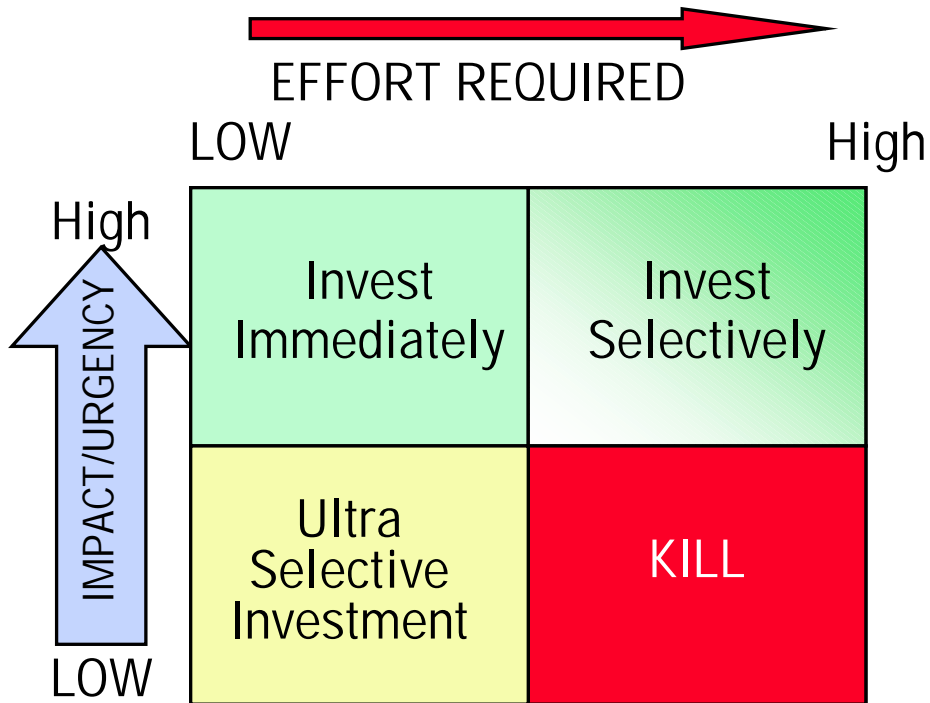 EFFORT REQUIRED
LOW
High
High
IMPACT/URGENCY
LOW
Invest
Immediately
Invest
Selectively
Ultra
Selective
Investment
KILL